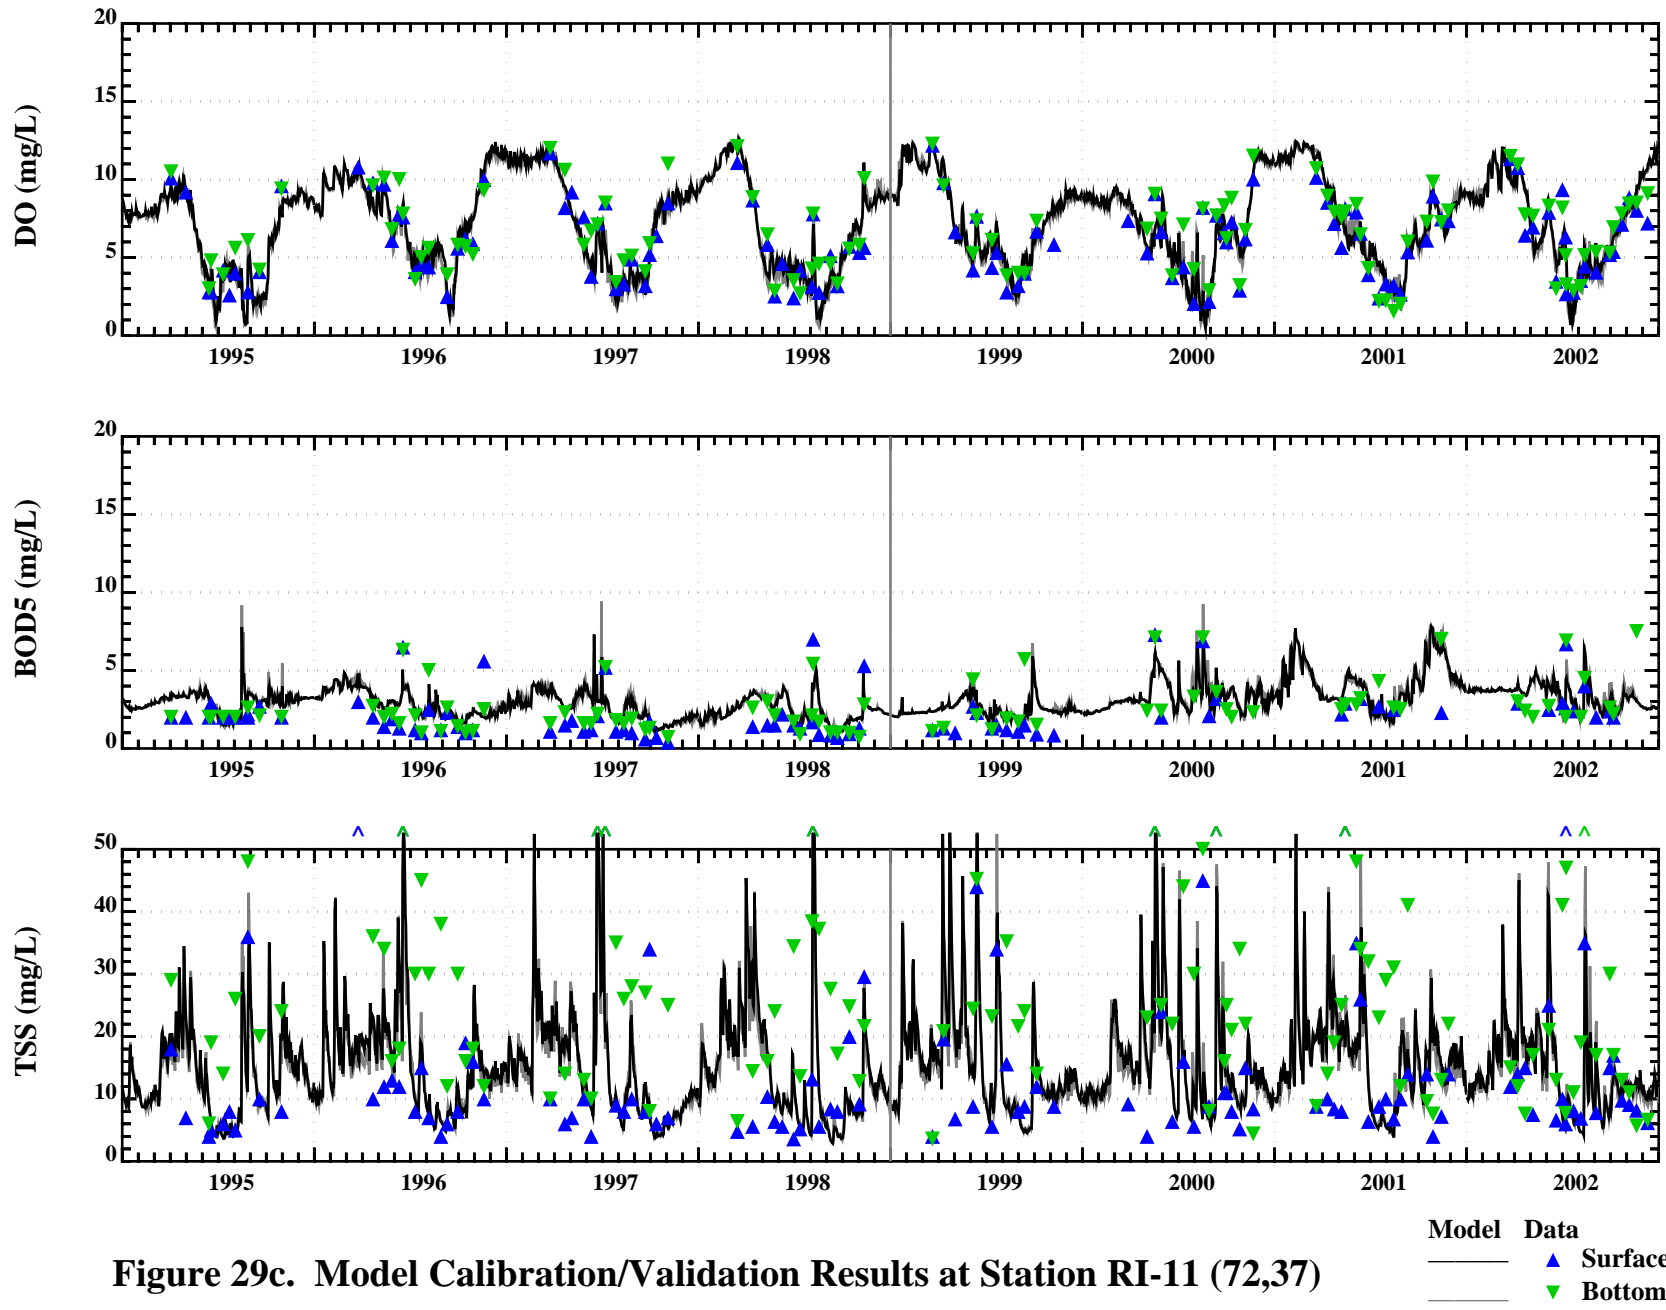 20
15
10
5
0
DO (mg/L)
1995 1996 1997 1998 1999 2000 2001 2002
20
15
10
5
0
BOD5 (mg/L)
1995 1996 1997 1998 1999 2000 2001 2002
50
40
30
20
10
0
TSS (mg/L)
1995 1996 1997 1998 1999 2000 2001 2002
Model Data
Surface
Bottom
Figure 29c. Model Calibration/Validation Results at Station RI-11 (72,37)